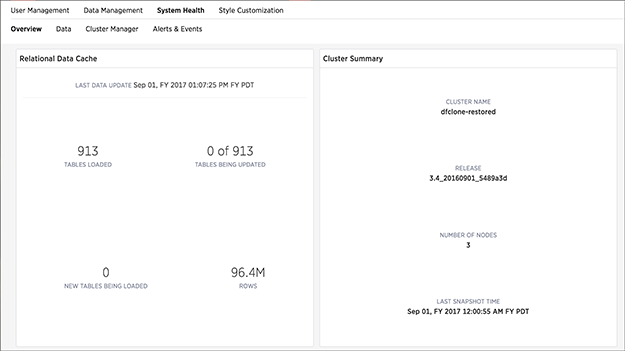 User Management Data Management System Health Style Customization
Overview Data Cluster Manager Alerts & Events
Relational Data Cache
LAST DATA UPDATE Sep 01, FY 2017 01:07:25 PM FY PDT
913
TABLES LOADED
0 of 913
TABLES BEING UPDATED
0
NEW TABLES BEING LOADED
96.4M
ROWS
Cluster Summary
CLUSTER NAME
dfclone-restored
RELEASE
3.4_20160901_5489a3d
NUMBER OF NODES
3
LAST SNAPSHOT TIME
Sep 01, FY 2017 12:00:55 AM FY PDT